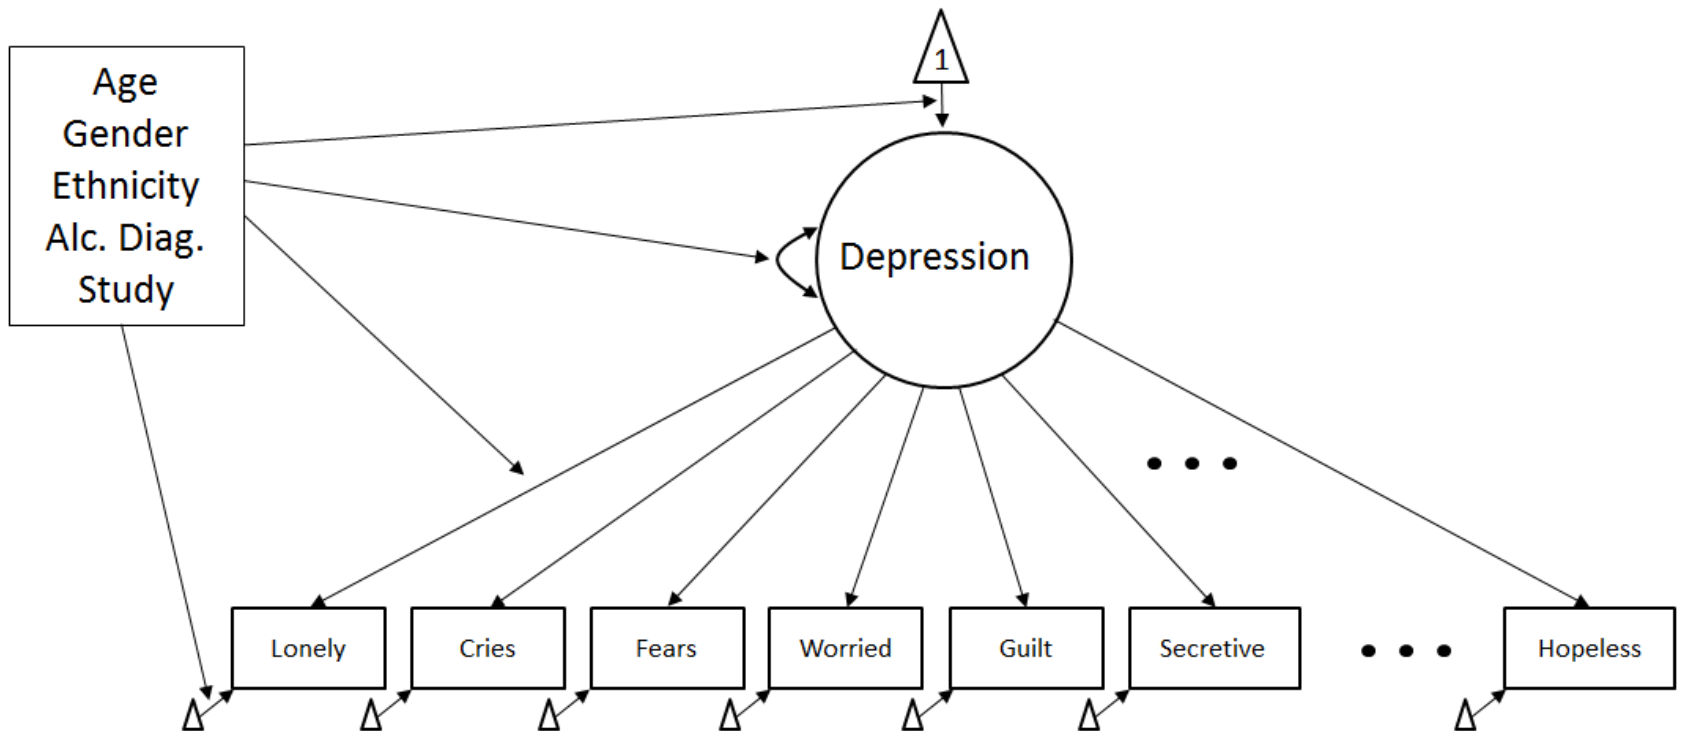 Age
Gender
Ethnicity
Alc. Diag.
Study
1
Depression
Lonely
Cries
Fears
Worried
Guilt
Secretive
Hopeless